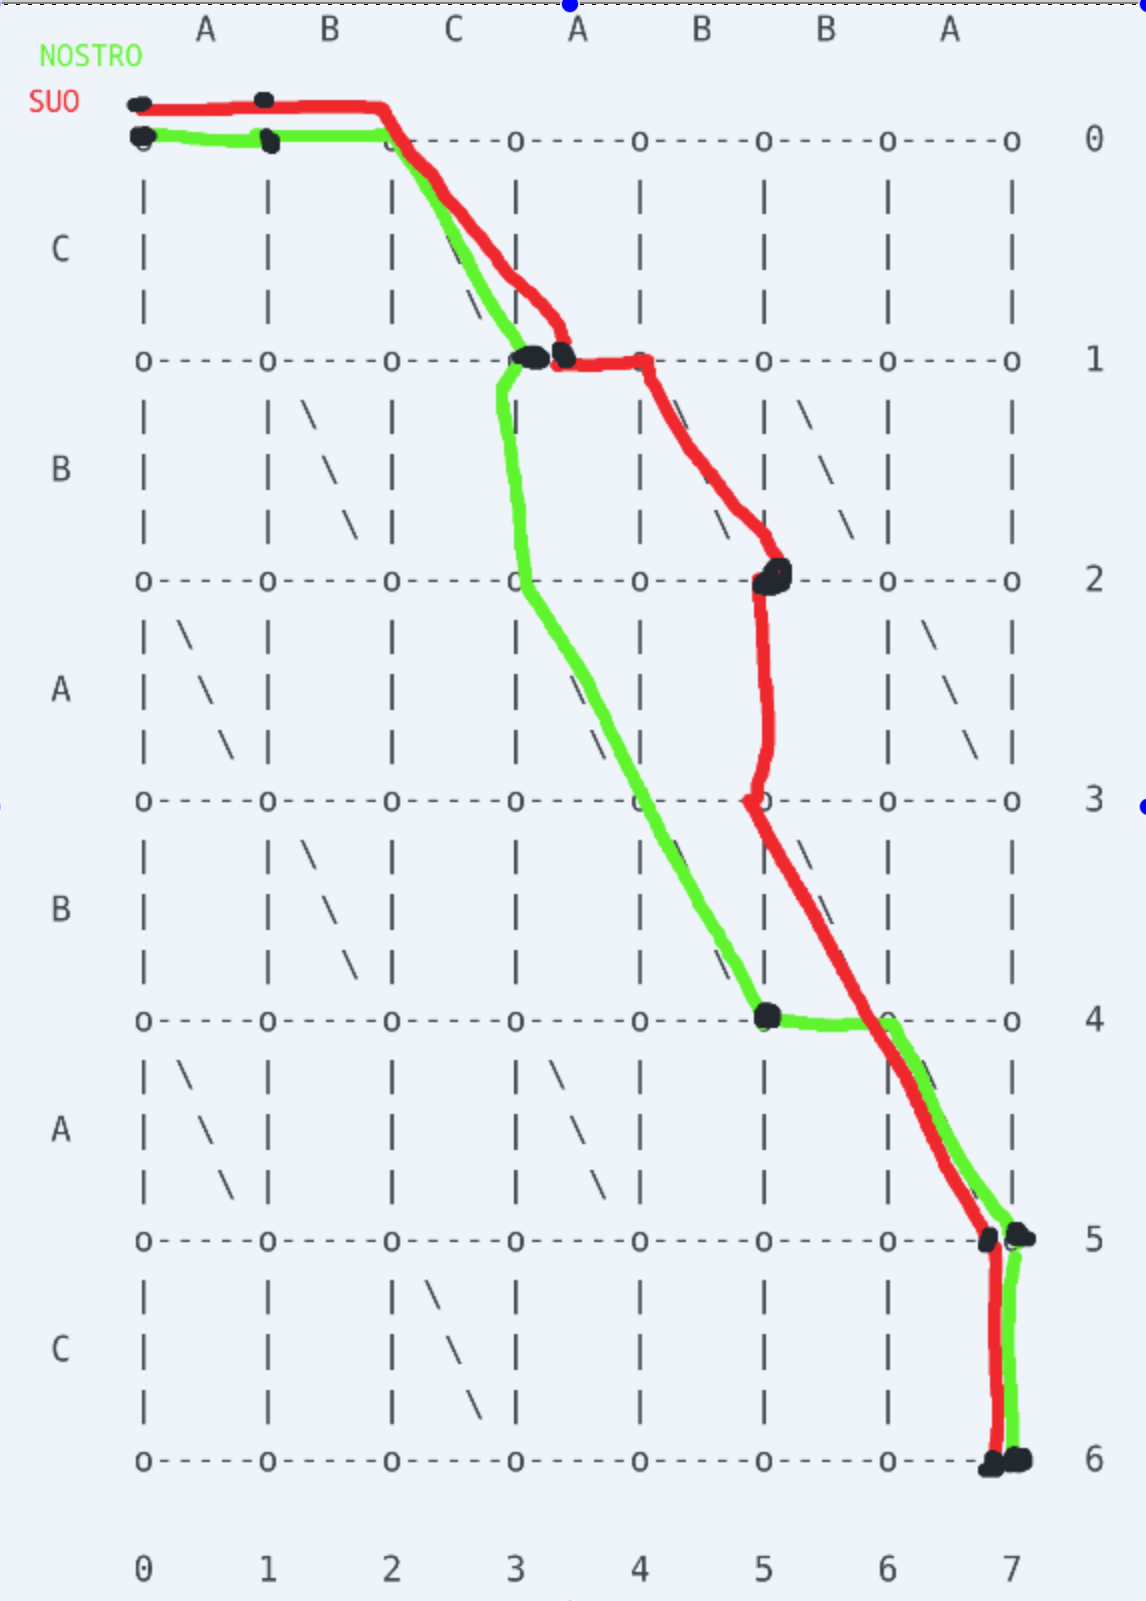 A B C A B B A
NOSTRO
SUO
o---o---o---o---o---o 0
C
o---o---o---o---o---o---o 1
B
o---o---o---o---o---o---o 2
A
o---o---o---o---o---o---o 3
B
o---o---o---o---o---o---o 4
A
o---o---o---o---o---o---o 5
C
o---o---o---o---o---o---o 6
0 1 2 3 4 5 6 7